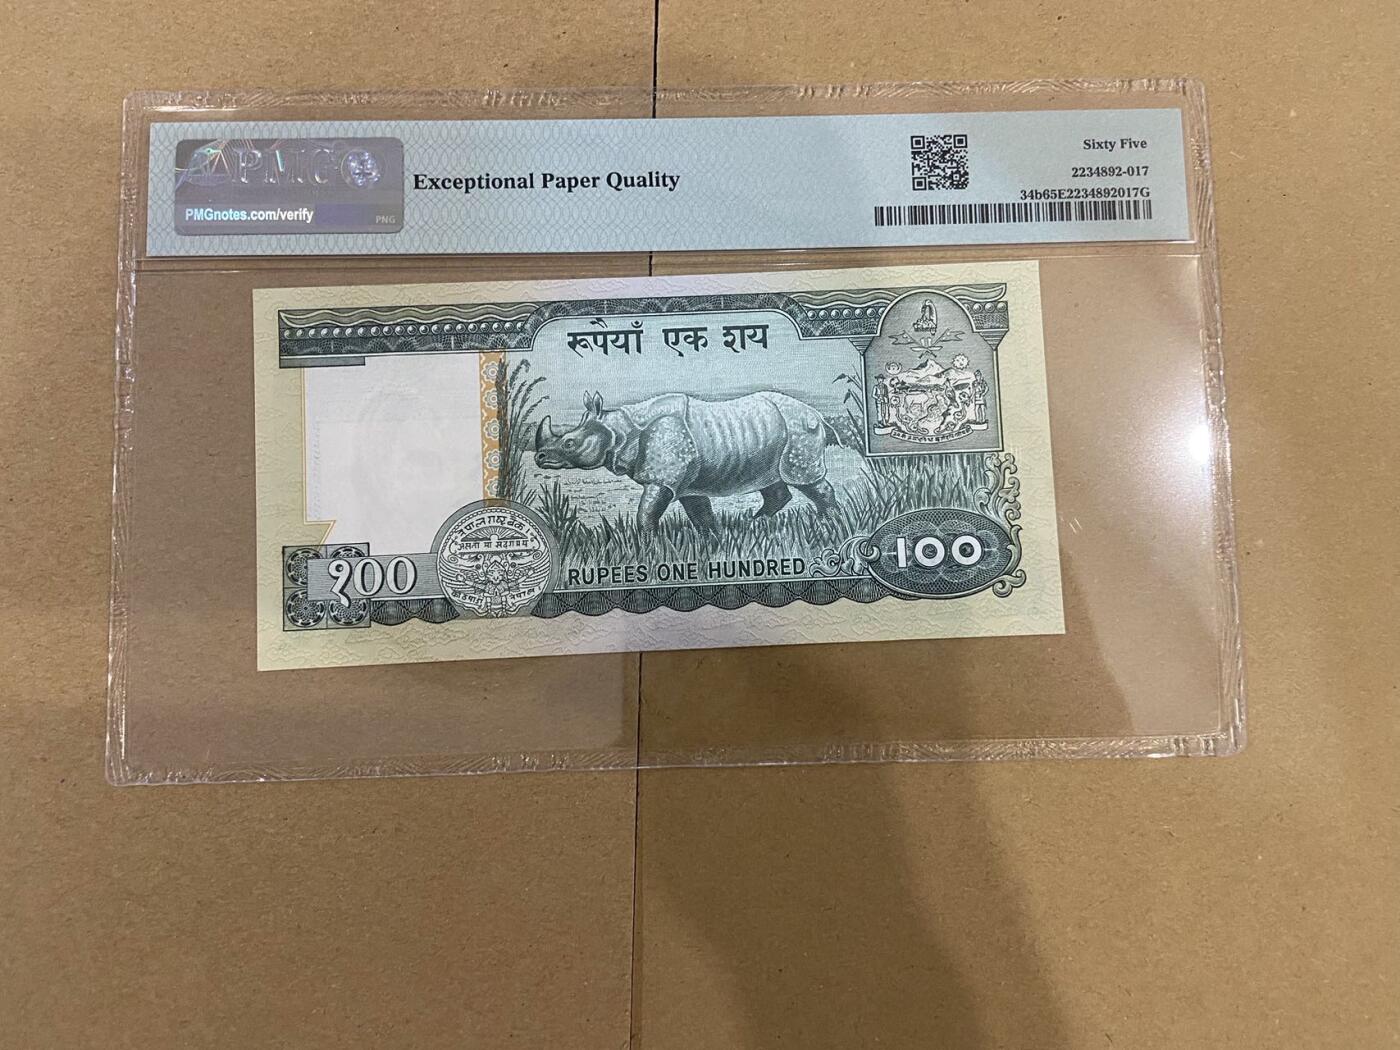 PMG
PMGnotes.com/verify
PNG
Exceptional Paper Quality
Sixty Five
2234892-017
34b65E2234892017G
रूपैयाँ एक शय
१00
RUPEES ONE HUNDRED
100